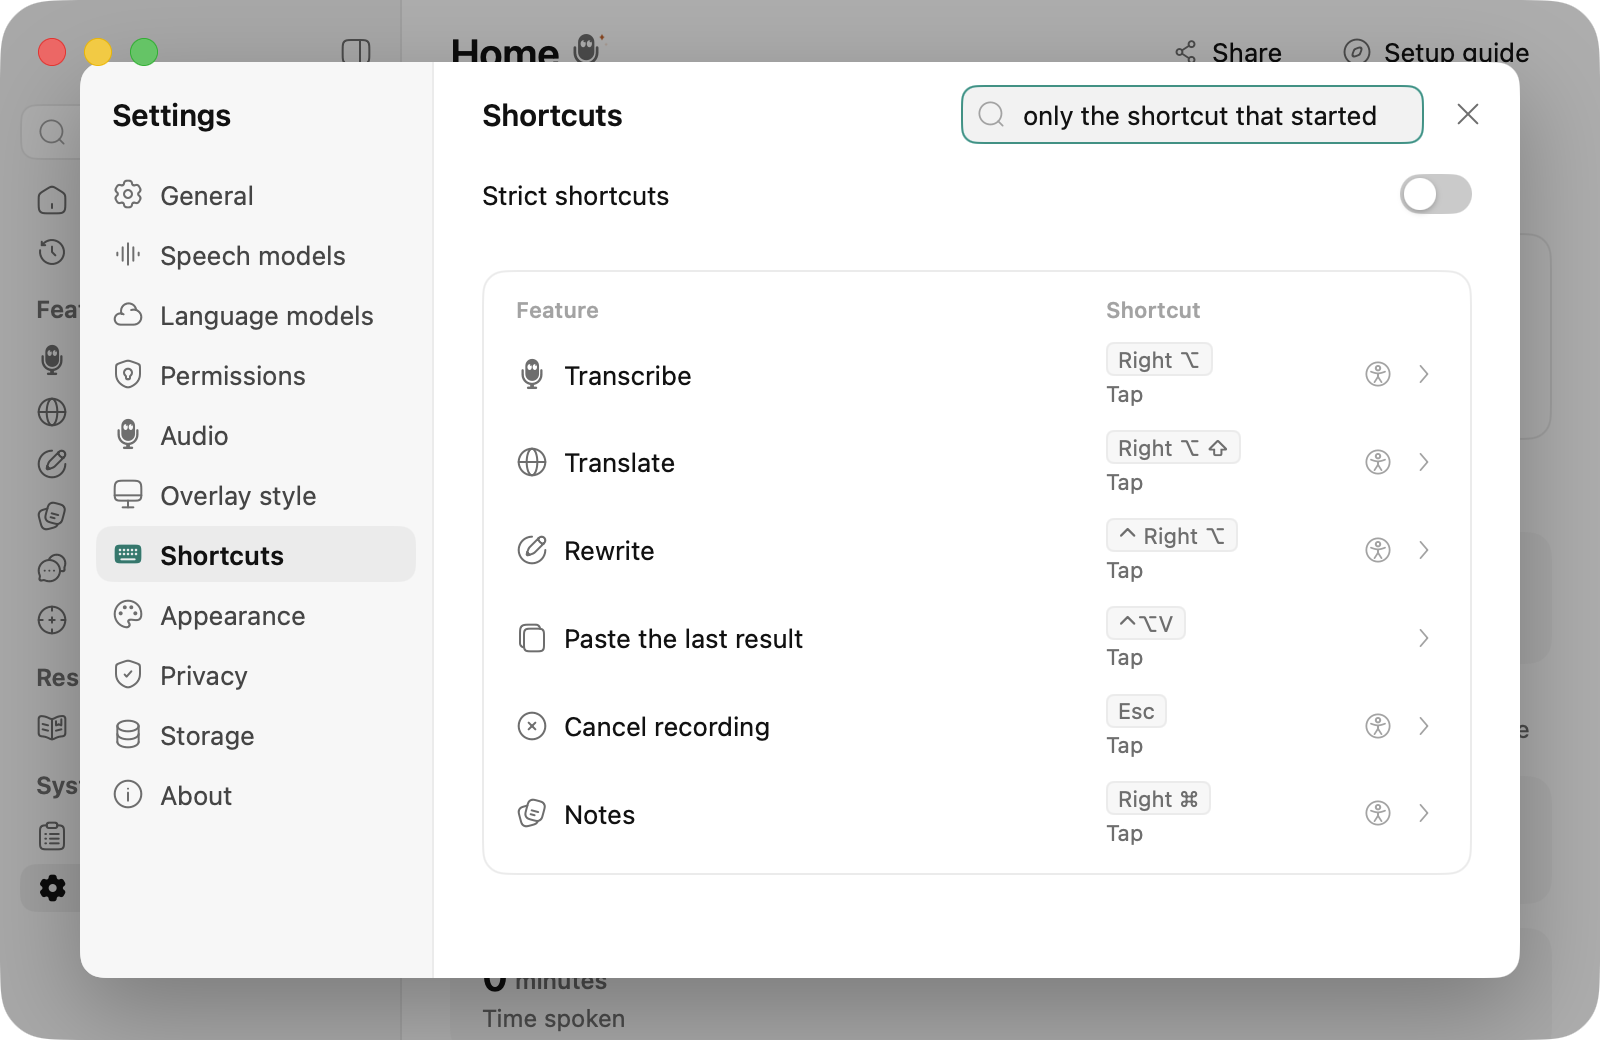 Home
Share
Setup guide
Settings
Shortcuts
only the shortcut that started
General
Strict shortcuts
Speech models
Language models
Feature
Shortcut
Permissions
Transcribe
Right ⌥
Tap
Audio
Translate
Right ⌥ ⇧
Tap
Overlay style
Rewrite
^ Right ⌥
Tap
Shortcuts
Appearance
Paste the last result
^⌥V
Tap
Privacy
Storage
Cancel recording
Esc
Tap
About
Notes
Right ⌘
Tap
0 minutes
Time spoken